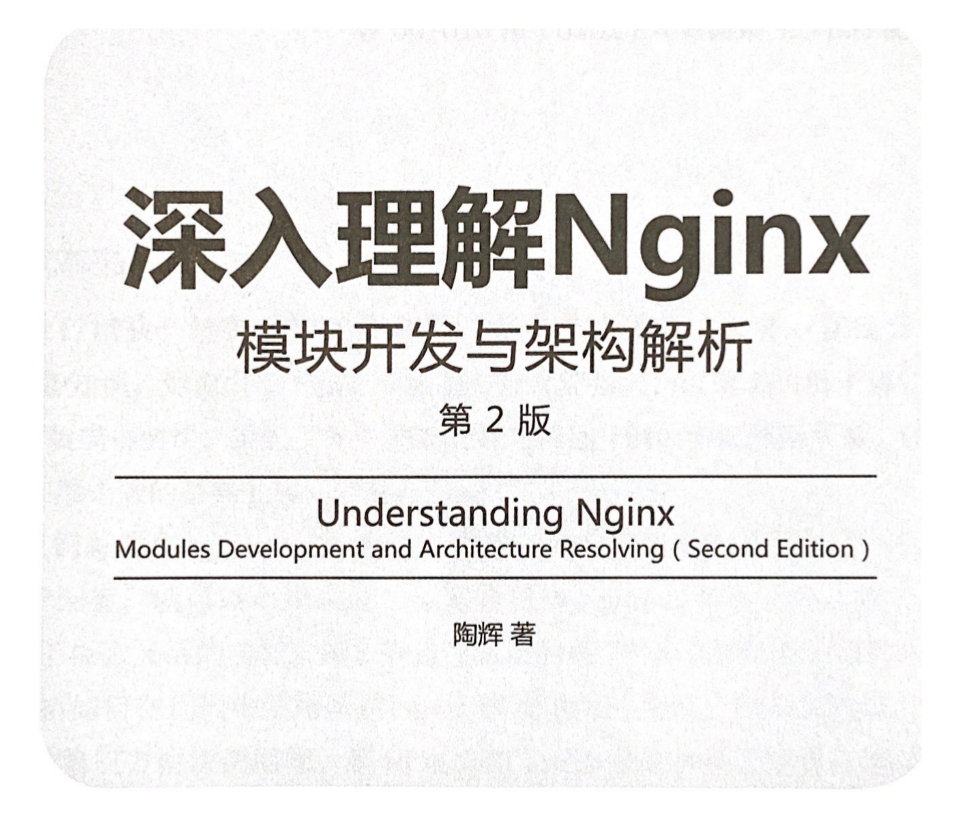 深入理解Nginx
模块开发与架构解析
第 2 版
Understanding Nginx
Modules Development and Architecture Resolving ( Second Edition )
陶辉 著